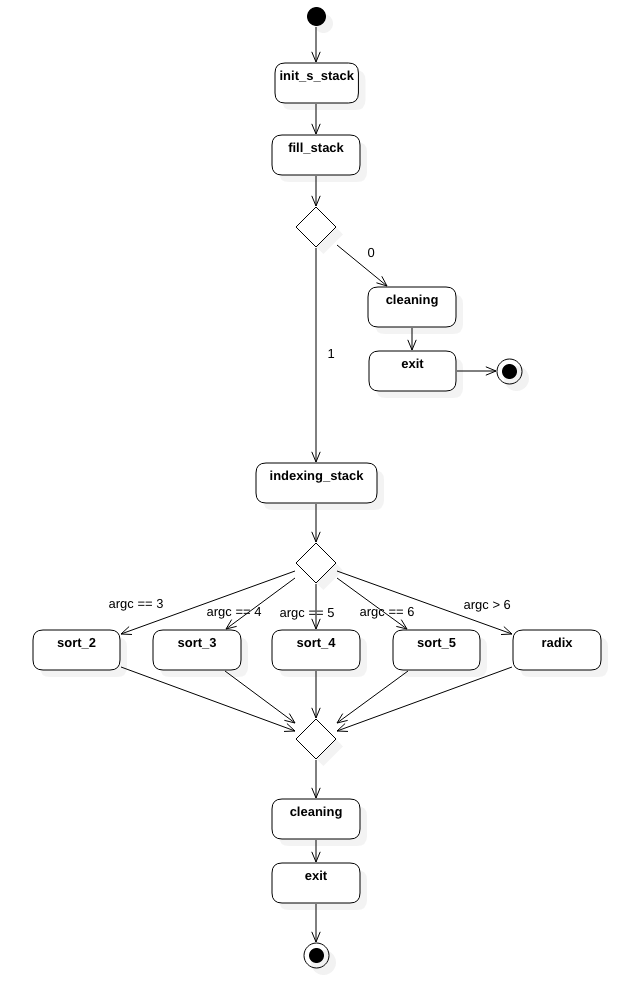 init_s_stack
fill_stack
0
cleaning
1
exit
indexing_stack
argc == 3
argc == 4
argc == 5
argc == 6
argc > 6
sort_2
sort_3
sort_4
sort_5
radix
cleaning
exit